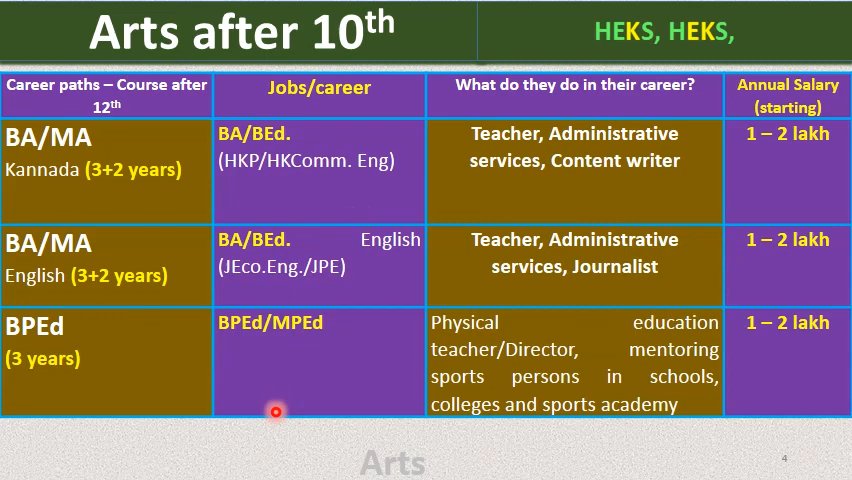 Arts after 10th
HEKS, HEKS,
Career paths – Course after
12th
Jobs/career
What do they do in their career?
Annual Salary
(starting)
BA/MA
Kannada (3+2 years)
BA/BEd.
(HKP/HKComm. Eng)
Teacher, Administrative
services, Content writer
1 – 2 lakh
BA/MA
English (3+2 years)
BA/BEd. English
(JEco.Eng./JPE)
Teacher, Administrative
services, Journalist
1 – 2 lakh
BPEd
(3 years)
BPEd/MPEd
Physical education
teacher/Director, mentoring
sports persons in schools,
colleges and sports academy
1 – 2 lakh
Arts
4